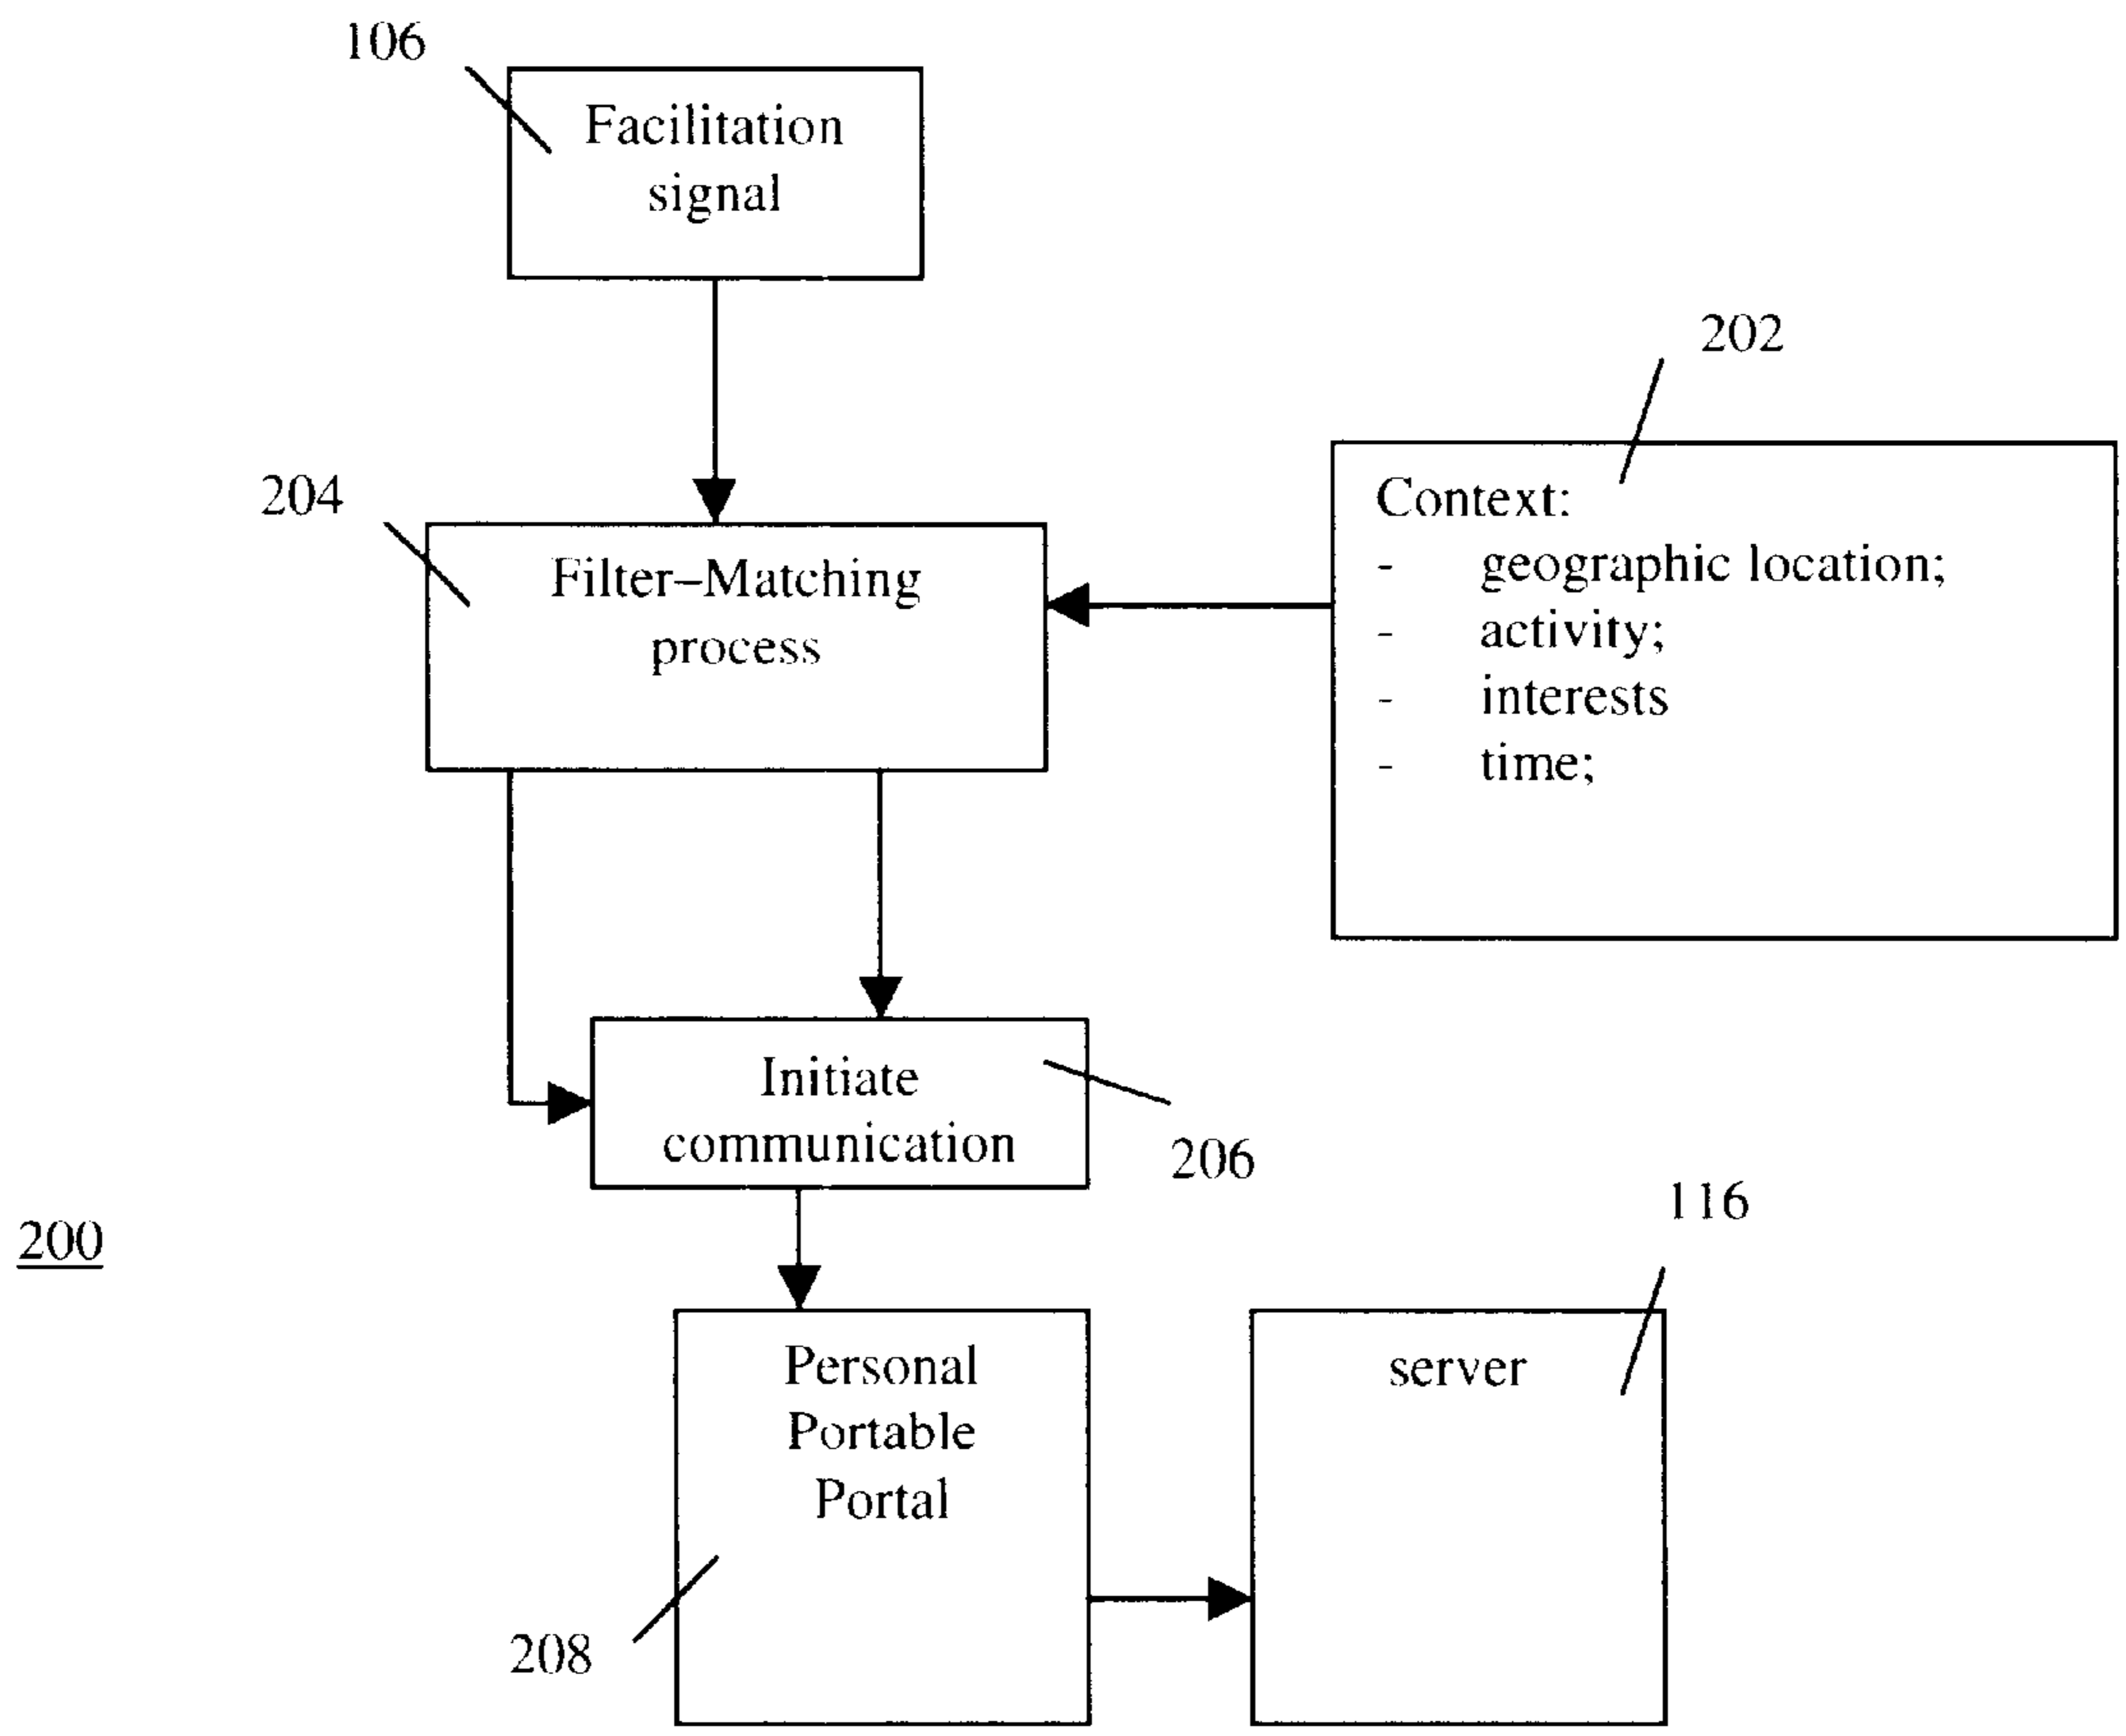 106
Facilitation
signal
202
204
Filter–Matching
process
Context:
- geographic location;
- activity;
- interests
- time;
Initiate
communication
206
116
200
Personal
Portable
Portal
server
208